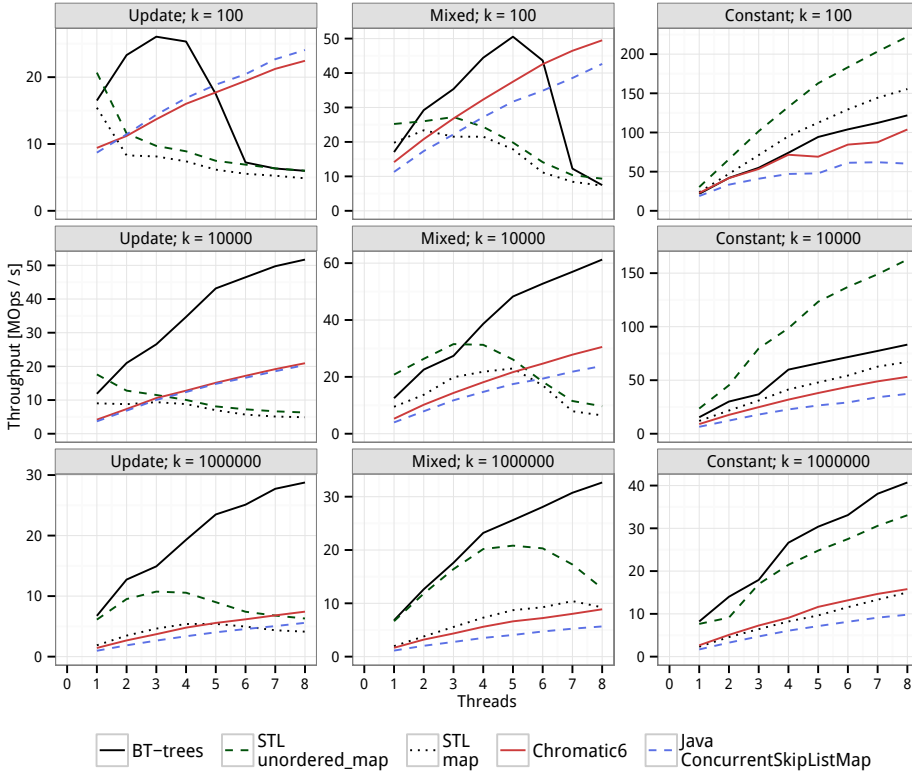 Update; k = 100
Mixed; k = 100
Constant; k = 100
20
10
0
50
40
30
20
10
0
200
150
100
50
0
Update; k = 10000
Mixed; k = 10000
Constant; k = 10000
50
40
30
20
10
0
60
40
20
0
150
100
50
0
Throughput [MOps / s]
Update; k = 1000000
Mixed; k = 1000000
Constant; k = 1000000
30
20
10
0
30
20
10
0
40
30
20
10
0
0 1 2 3 4 5 6 7 8
0 1 2 3 4 5 6 7 8
0 1 2 3 4 5 6 7 8
Threads
BT−trees
STL
unordered_map
STL
map
Chromatic6
Java
ConcurrentSkipListMap